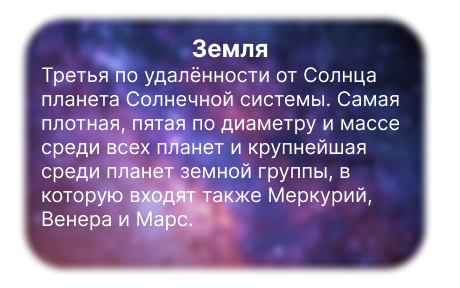 Земля
Третья по удалённости от Солнца
планета Солнечной системы. Самая
плотная, пятая по диаметру и массе
среди всех планет и крупнейшая
среди планет земной группы, в
которую входят также Меркурий,
Венера и Марс.